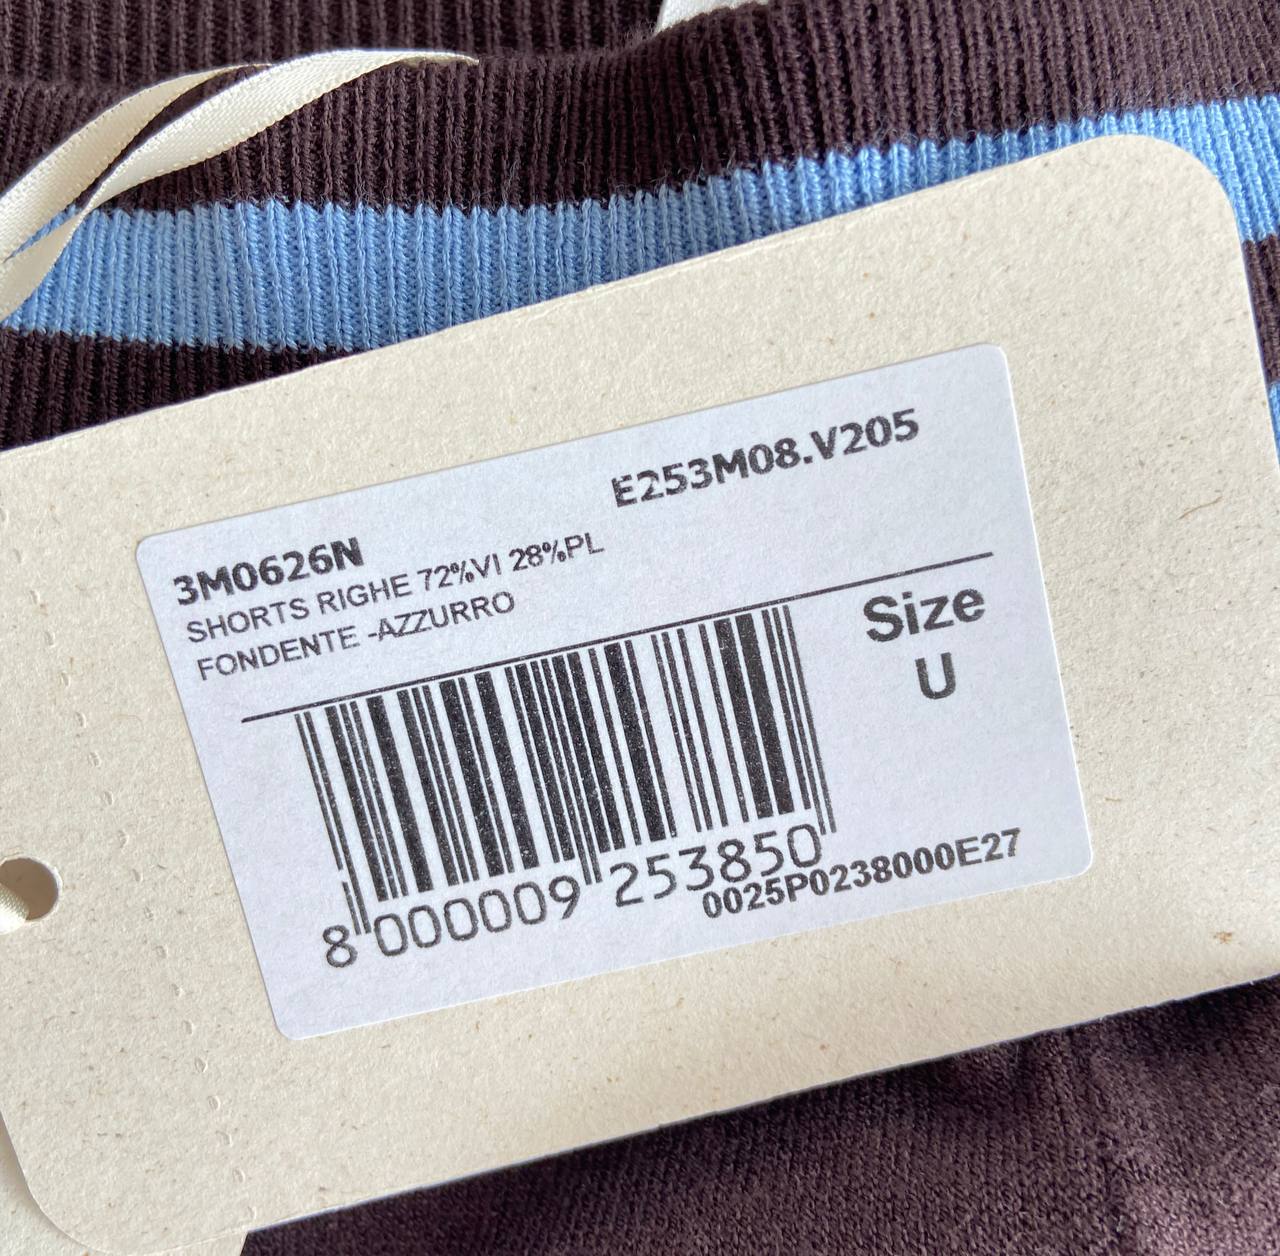 E253M08.V205
3M0626N
SHORTS RIGHE 72%VI 28%PL
FONDENTE -AZZURRO
Size
U
8 000009 253850
0025P0238000E27